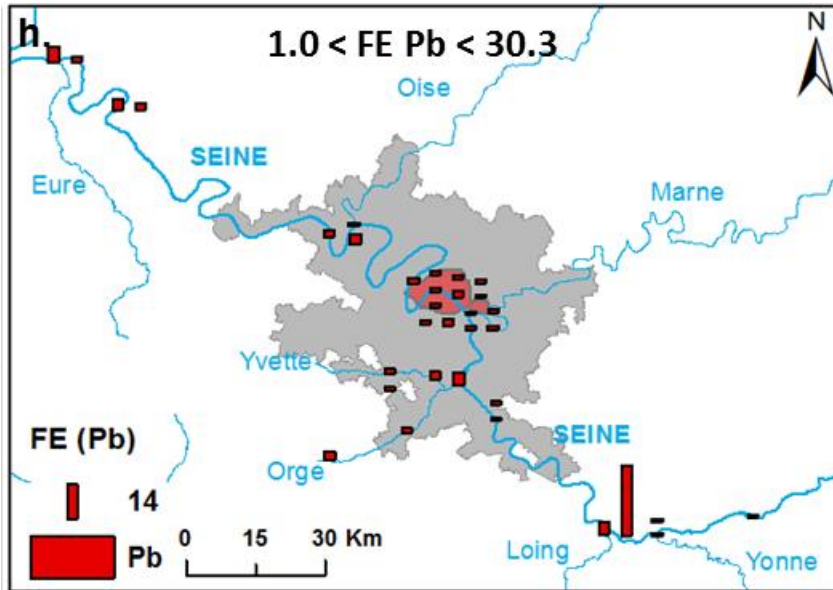 h.
1.0 < FE Pb < 30.3
N
Oise
SEINE
Eure
Marne
Yvette
FE (Pb)
14
Pb
Orge
SEINE
0 15 30 Km
Loing
Yonne